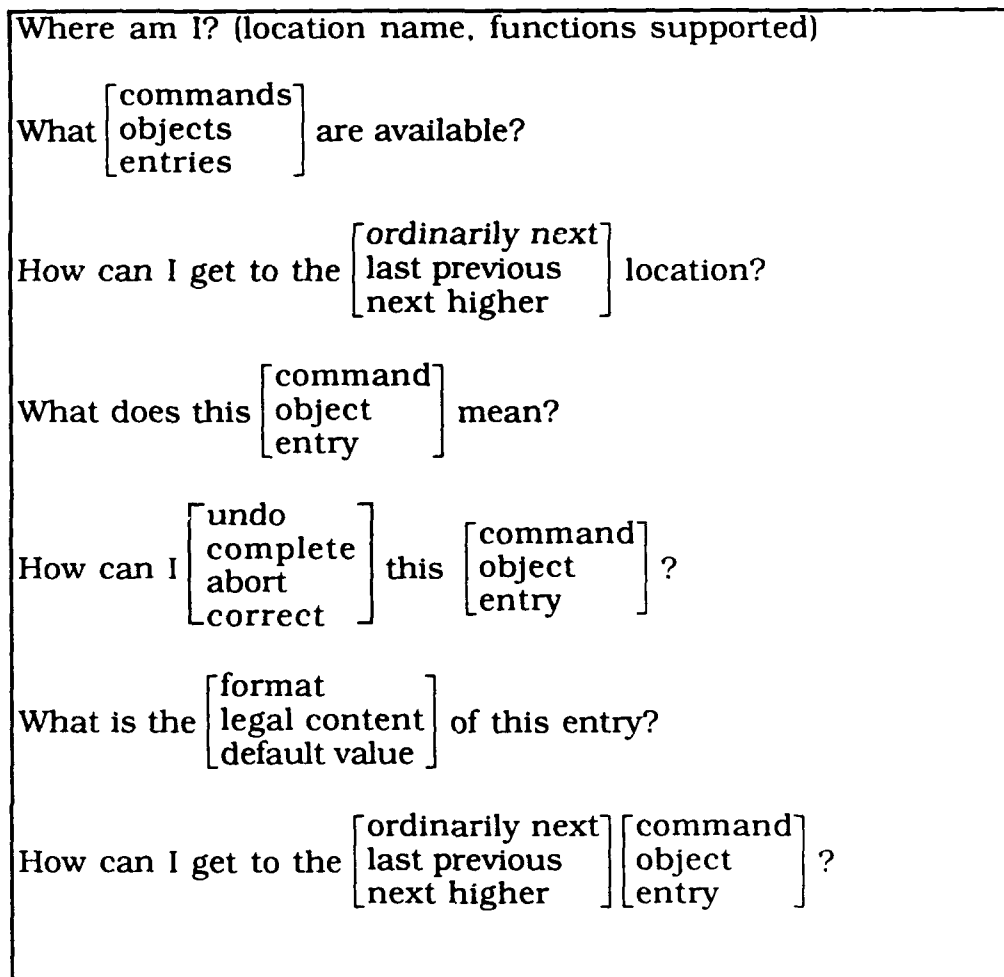 Where am I? (location name, functions supported)
commands
What objects are available?
entries
ordinarily next
How can I get to the last previous location?
next higher
command
What does this object mean?
entry
undo
complete command
How can I abort this object ?
correct entry
format
What is the legal content of this entry?
default value
ordinarily next command
How can I get to the last previous object ?
next higher entry